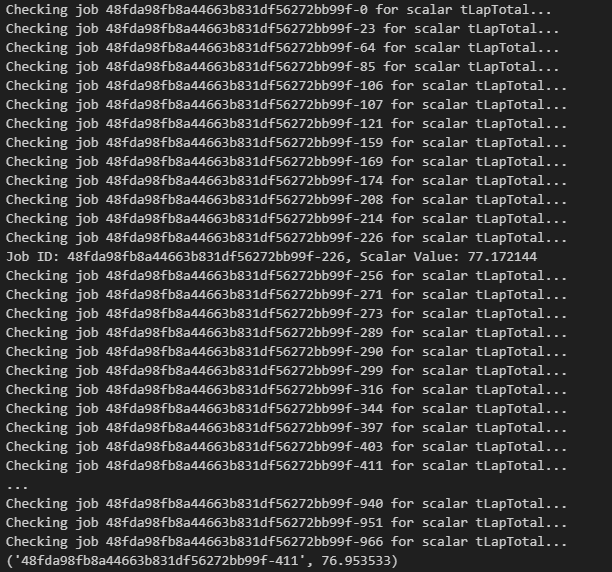 Checking job 48fda98fb8a44663b831df56272bb99f-0 for scalar tLapTotal...
Checking job 48fda98fb8a44663b831df56272bb99f-23 for scalar tLapTotal...
Checking job 48fda98fb8a44663b831df56272bb99f-64 for scalar tLapTotal...
Checking job 48fda98fb8a44663b831df56272bb99f-85 for scalar tLapTotal...
Checking job 48fda98fb8a44663b831df56272bb99f-106 for scalar tLapTotal...
Checking job 48fda98fb8a44663b831df56272bb99f-107 for scalar tLapTotal...
Checking job 48fda98fb8a44663b831df56272bb99f-121 for scalar tLapTotal...
Checking job 48fda98fb8a44663b831df56272bb99f-159 for scalar tLapTotal...
Checking job 48fda98fb8a44663b831df56272bb99f-169 for scalar tLapTotal...
Checking job 48fda98fb8a44663b831df56272bb99f-174 for scalar tLapTotal...
Checking job 48fda98fb8a44663b831df56272bb99f-208 for scalar tLapTotal...
Checking job 48fda98fb8a44663b831df56272bb99f-214 for scalar tLapTotal...
Checking job 48fda98fb8a44663b831df56272bb99f-226 for scalar tLapTotal...
Job ID: 48fda98fb8a44663b831df56272bb99f-226, Scalar Value: 77.172144
Checking job 48fda98fb8a44663b831df56272bb99f-256 for scalar tLapTotal...
Checking job 48fda98fb8a44663b831df56272bb99f-271 for scalar tLapTotal...
Checking job 48fda98fb8a44663b831df56272bb99f-273 for scalar tLapTotal...
Checking job 48fda98fb8a44663b831df56272bb99f-289 for scalar tLapTotal...
Checking job 48fda98fb8a44663b831df56272bb99f-290 for scalar tLapTotal...
Checking job 48fda98fb8a44663b831df56272bb99f-299 for scalar tLapTotal...
Checking job 48fda98fb8a44663b831df56272bb99f-316 for scalar tLapTotal...
Checking job 48fda98fb8a44663b831df56272bb99f-344 for scalar tLapTotal...
Checking job 48fda98fb8a44663b831df56272bb99f-397 for scalar tLapTotal...
Checking job 48fda98fb8a44663b831df56272bb99f-403 for scalar tLapTotal...
Checking job 48fda98fb8a44663b831df56272bb99f-411 for scalar tLapTotal...
...
Checking job 48fda98fb8a44663b831df56272bb99f-940 for scalar tLapTotal...
Checking job 48fda98fb8a44663b831df56272bb99f-951 for scalar tLapTotal...
Checking job 48fda98fb8a44663b831df56272bb99f-966 for scalar tLapTotal...
('48fda98fb8a44663b831df56272bb99f-411', 76.953533)